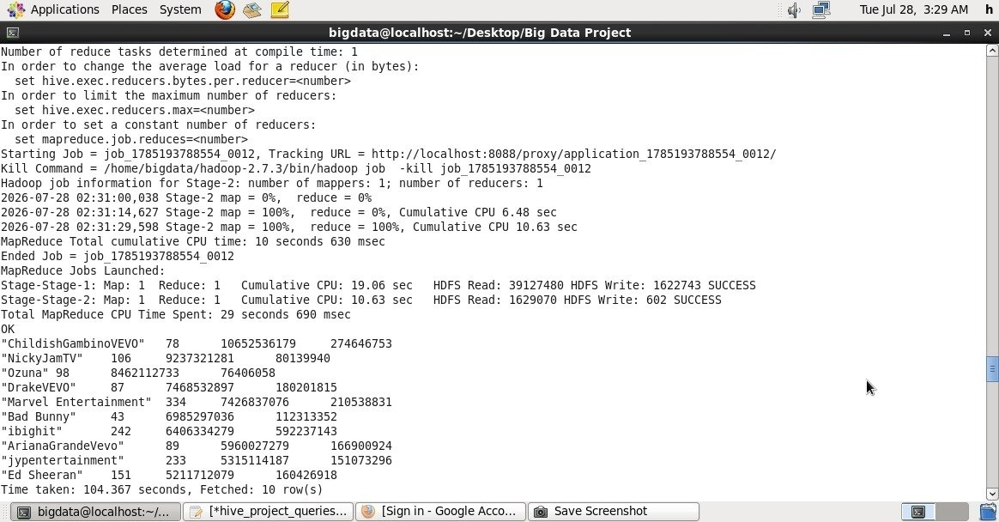 Applications Places System Tue Jul 28, 3:29 AM h
bigdata@localhost:~/Desktop/Big Data Project
Number of reduce tasks determined at compile time: 1
In order to change the average load for a reducer (in bytes):
  set hive.exec.reducers.bytes.per.reducer=<number>
In order to limit the maximum number of reducers:
  set hive.exec.reducers.max=<number>
In order to set a constant number of reducers:
  set mapreduce.job.reduces=<number>
Starting Job = job_1785193788554_0012, Tracking URL = http://localhost:8088/proxy/application_1785193788554_0012/
Kill Command = /home/bigdata/hadoop-2.7.3/bin/hadoop job  -kill job_1785193788554_0012
Hadoop job information for Stage-2: number of mappers: 1; number of reducers: 1
2026-07-28 02:31:00,038 Stage-2 map = 0%,  reduce = 0%
2026-07-28 02:31:14,627 Stage-2 map = 100%,  reduce = 0%, Cumulative CPU 6.48 sec
2026-07-28 02:31:29,598 Stage-2 map = 100%,  reduce = 100%, Cumulative CPU 10.63 sec
MapReduce Total cumulative CPU time: 10 seconds 630 msec
Ended Job = job_1785193788554_0012
MapReduce Jobs Launched:
Stage-Stage-1: Map: 1  Reduce: 1   Cumulative CPU: 19.06 sec   HDFS Read: 39127480 HDFS Write: 1622743 SUCCESS
Stage-Stage-2: Map: 1  Reduce: 1   Cumulative CPU: 10.63 sec   HDFS Read: 1629070 HDFS Write: 602 SUCCESS
Total MapReduce CPU Time Spent: 29 seconds 690 msec
OK
"ChildishGambinoVEVO"   78      10652536179     274646753
"NickyJamTV"    106     9237321281      80139940
"Ozuna" 98      8462112733      76406058
"DrakeVEVO"     87      7468532897      180201815
"Marvel Entertainment"  334     7426837076      210538831
"Bad Bunny"     43      6985297036      112313352
"ibighit"       242     6406334279      592237143
"ArianaGrandeVevo"      89      5960027279      166900924
"jypentertainment"      233     5315114187      151073296
"Ed Sheeran"    151     5211712079      160426918
Time taken: 104.367 seconds, Fetched: 10 row(s)
bigdata@localhost:~/... [*hive_project_queries... [Sign in - Google Acco... Save Screenshot